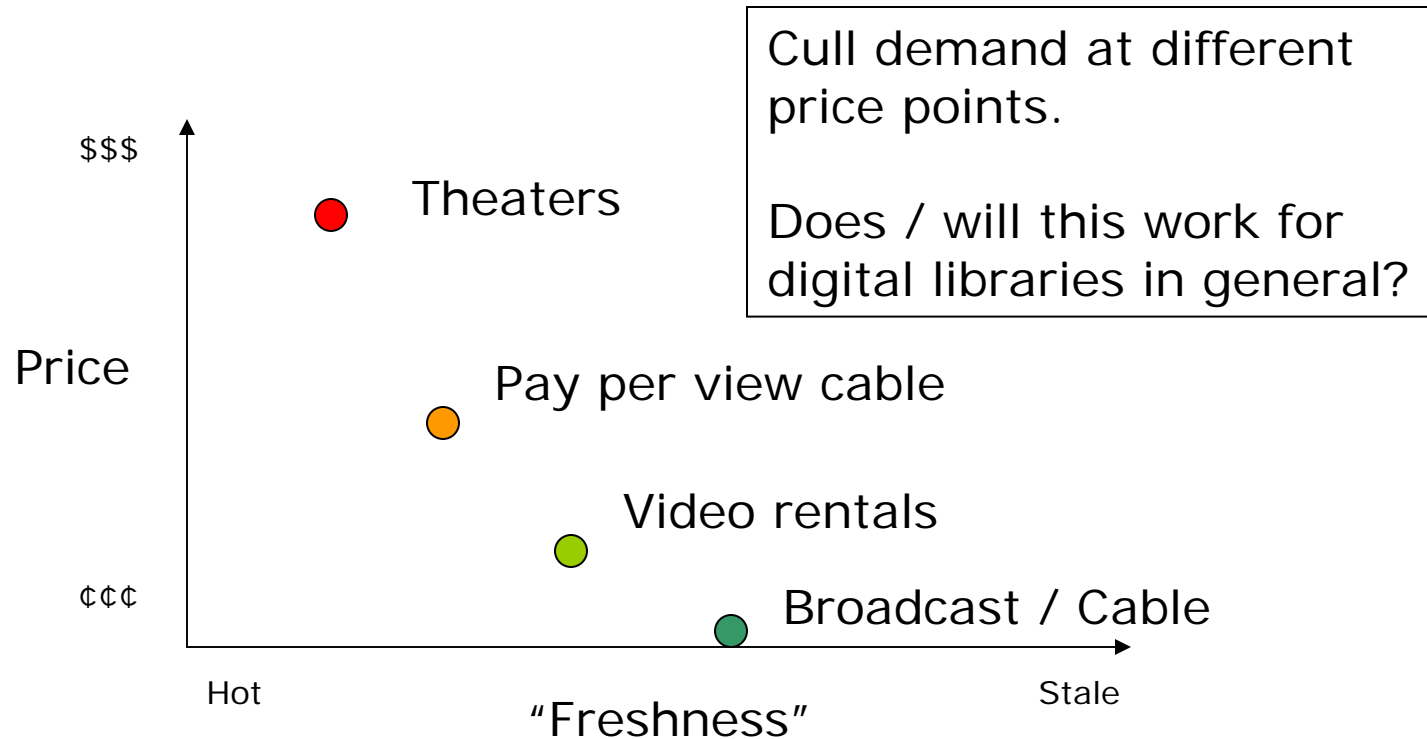 Cull demand at different
price points.
Does / will this work for
digital libraries in general?
$$$
Theaters
Price
Pay per view cable
Video rentals
¢¢¢
Broadcast / Cable
Hot
Stale
“Freshness”